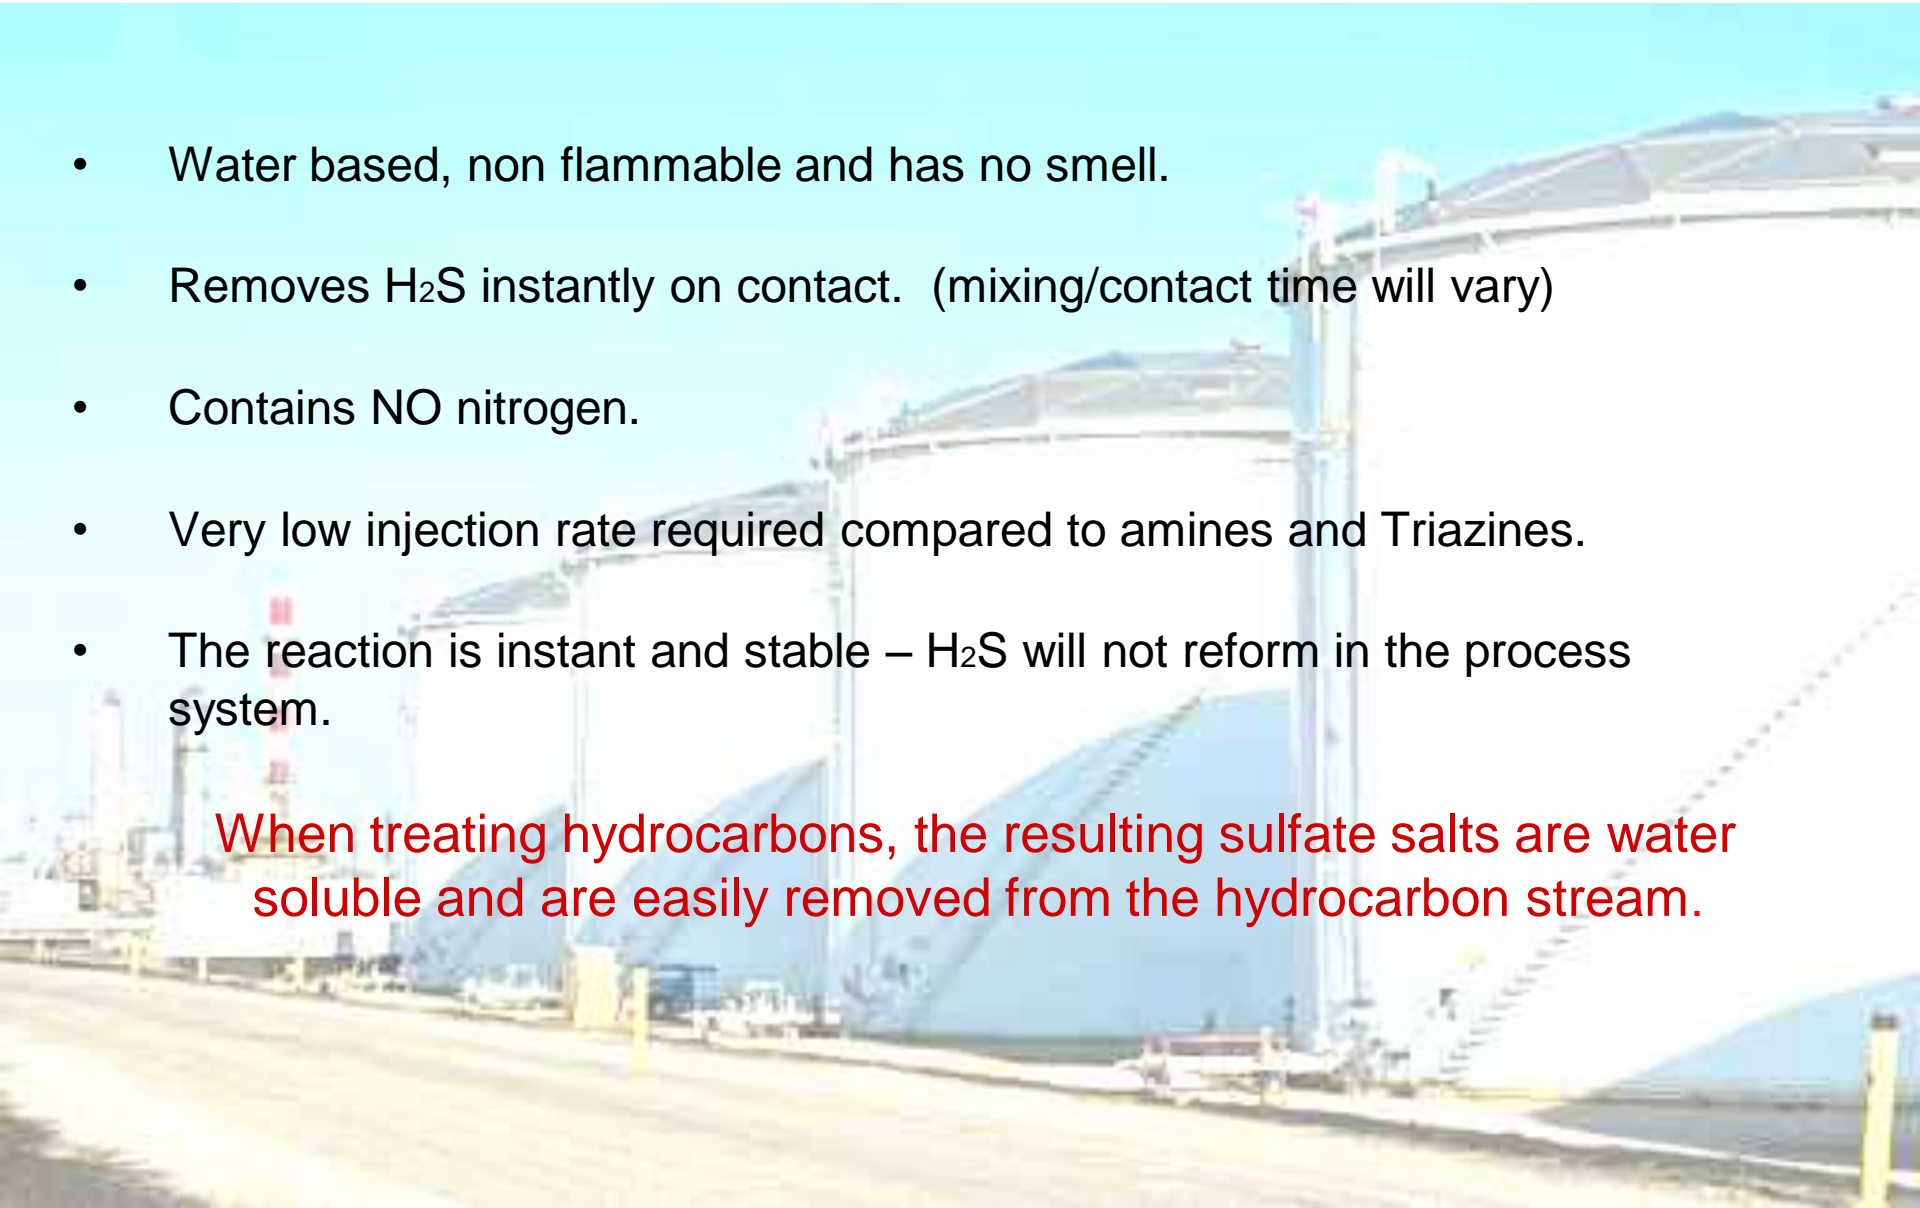 • Water based, non flammable and has no smell.
• Removes H₂S instantly on contact. (mixing/contact time will vary)
• Contains NO nitrogen.
• Very low injection rate required compared to amines and Triazines.
• The reaction is instant and stable – H₂S will not reform in the process
system.
When treating hydrocarbons, the resulting sulfate salts are water
soluble and are easily removed from the hydrocarbon stream.